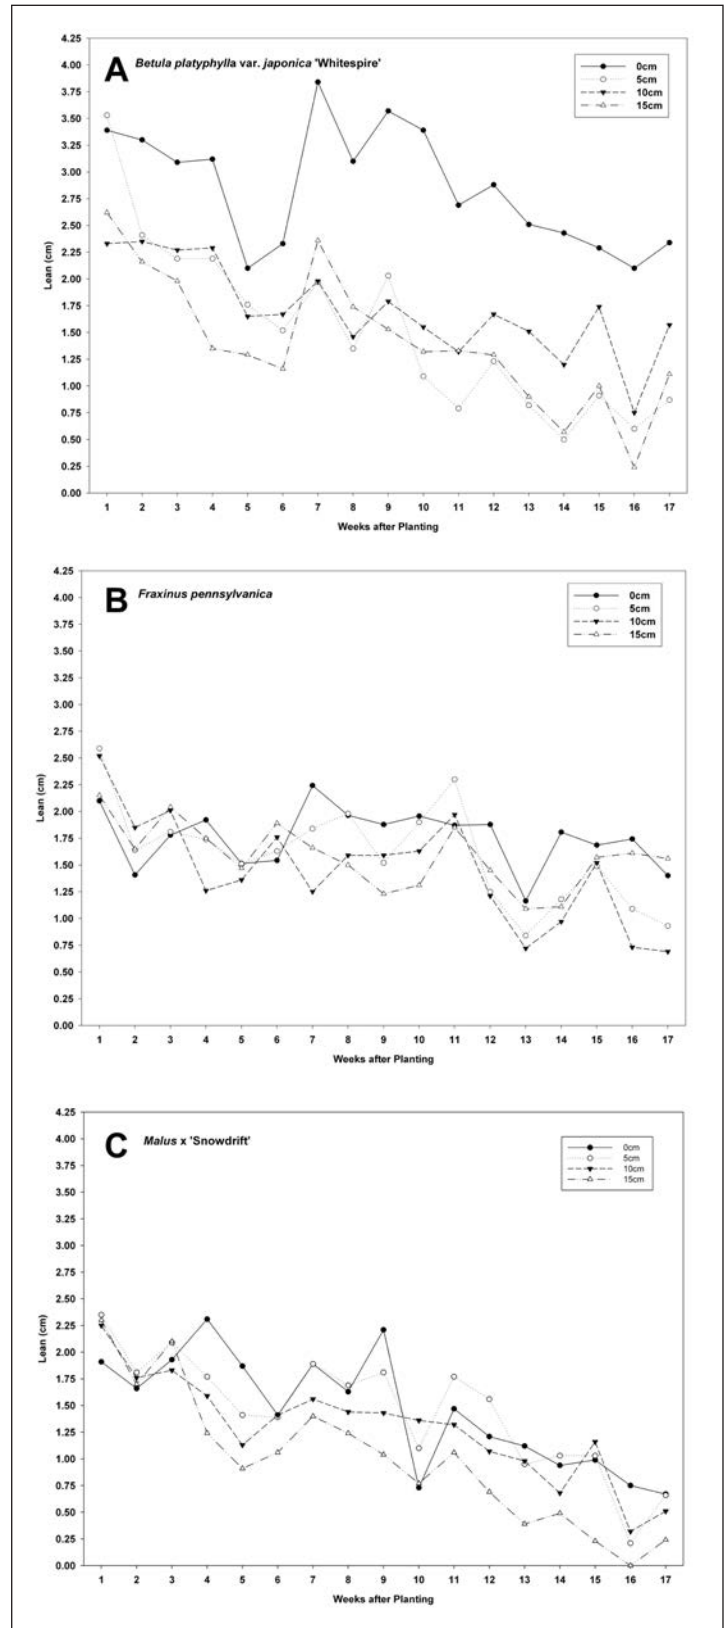 A Betula platyphylla var. japonica 'Whitespire'
0cm
5cm
10cm
15cm
4.25
4.00
3.75
3.50
3.25
3.00
2.75
2.50
2.25
2.00
1.75
1.50
1.25
1.00
0.75
0.50
0.25
0.00
Lean (cm)
1 2 3 4 5 6 7 8 9 10 11 12 13 14 15 16 17
Weeks after Planting
B Fraxinus pennsylvanica
0cm
5cm
10cm
15cm
4.25
4.00
3.75
3.50
3.25
3.00
2.75
2.50
2.25
2.00
1.75
1.50
1.25
1.00
0.75
0.50
0.25
0.00
Lean (cm)
1 2 3 4 5 6 7 8 9 10 11 12 13 14 15 16 17
Weeks after Planting
C Malus x 'Snowdrift'
0cm
5cm
10cm
15cm
4.25
4.00
3.75
3.50
3.25
3.00
2.75
2.50
2.25
2.00
1.75
1.50
1.25
1.00
0.75
0.50
0.25
0.00
Lean (cm)
1 2 3 4 5 6 7 8 9 10 11 12 13 14 15 16 17
Weeks after Planting